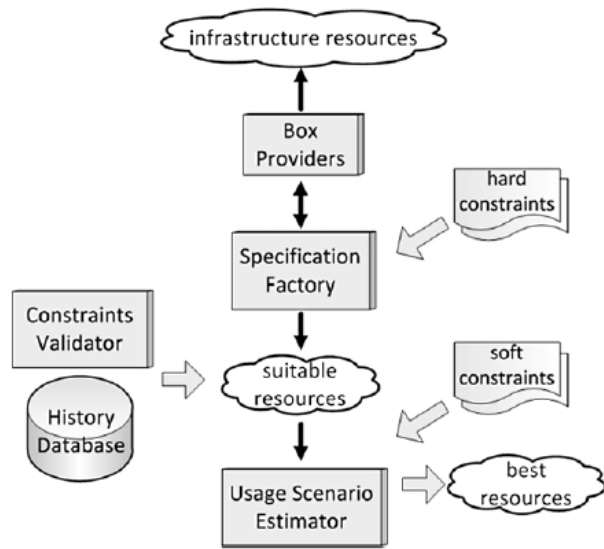 infrastructure resources
Box
Providers
hard
constraints
Specification
Factory
Constraints
Validator
suitable
resources
soft
constraints
History
Database
Usage Scenario
Estimator
best
resources